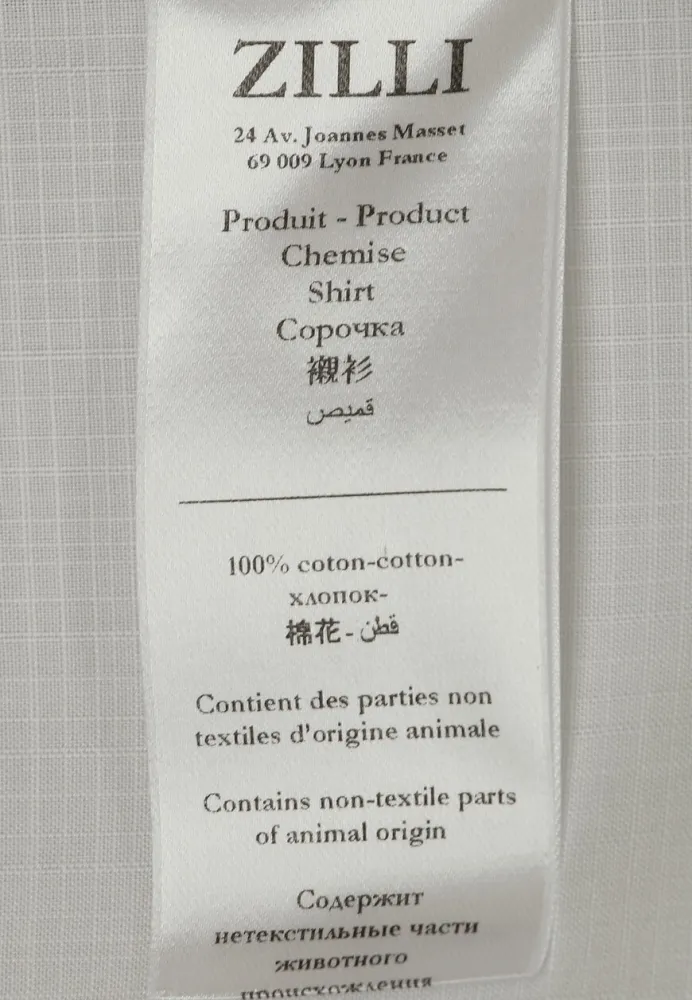 ZILLI
24 Av. Joannes Masset
69 009 Lyon France
Produit - Product
Chemise
Shirt
Сорочка
襯衫
قميص
100% coton-cotton-
хлопок-
棉花 - قطن
Contient des parties non
textiles d'origine animale
Contains non-textile parts
of animal origin
Содержит
нетекстильные части
животного
происхождения